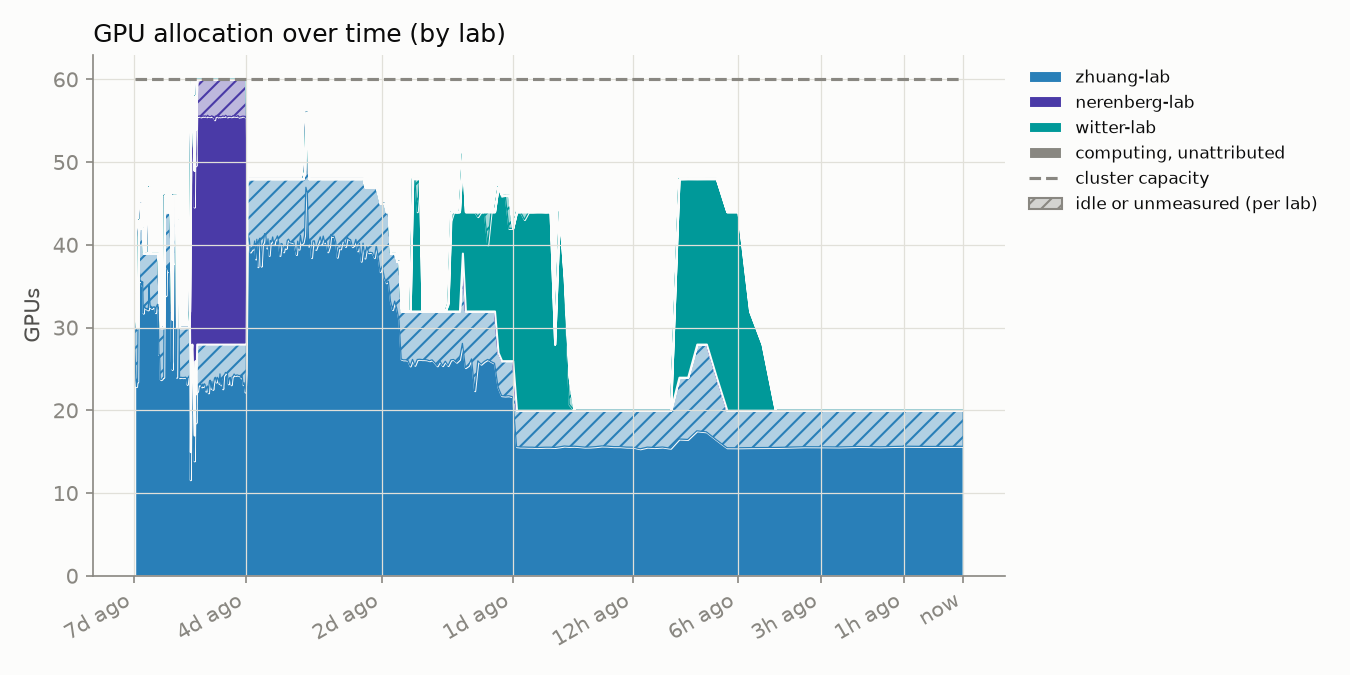 GPU allocation over time (by lab)
60
50
40
30
20
10
0
GPUs
7d ago
4d ago
2d ago
1d ago
12h ago
6h ago
3h ago
1h ago
now
zhuang-lab
nerenberg-lab
witter-lab
computing, unattributed
cluster capacity
idle or unmeasured (per lab)